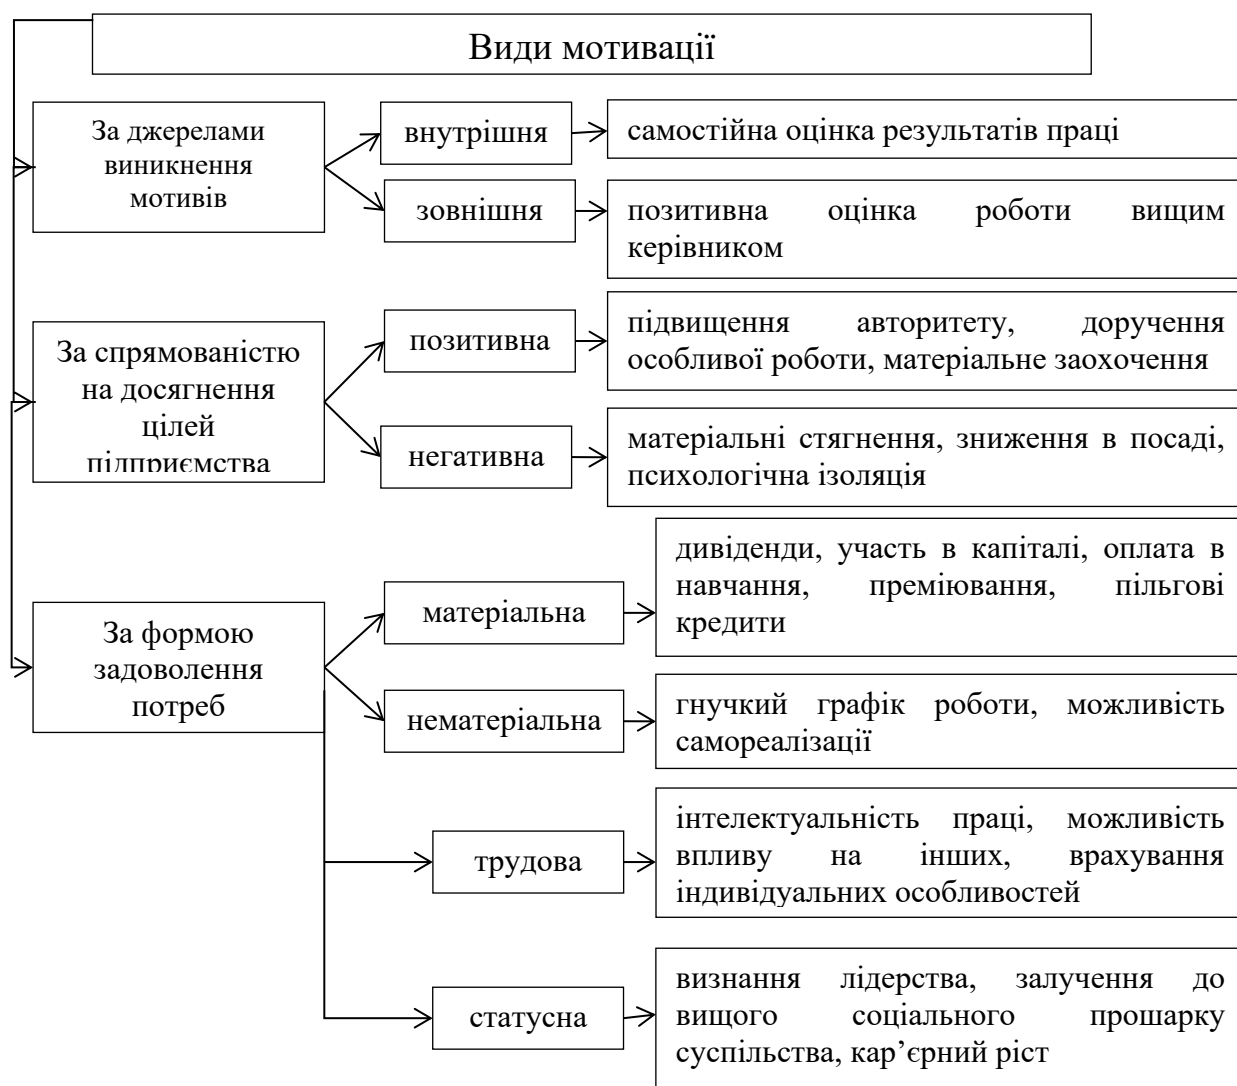 Види мотивації
За джерелами
виникнення
мотивів
внутрішня
самостійна оцінка результатів праці
зовнішня
позитивна оцінка роботи вищим
керівником
За спрямованістю
на досягнення
цілей
підприємства
позитивна
підвищення авторитету, доручення
особливої роботи, матеріальне заохочення
негативна
матеріальні стягнення, зниження в посаді,
психологічна ізоляція
За формою
задоволення
потреб
матеріальна
дивіденди, участь в капіталі, оплата в
навчання, преміювання, пільгові
кредити
нематеріальна
гнучкий графік роботи, можливість
самореалізації
трудова
інтелектуальність праці, можливість
впливу на інших, врахування
індивідуальних особливостей
статусна
визнання лідерства, залучення до
вищого соціального прошарку
суспільства, кар’єрний ріст